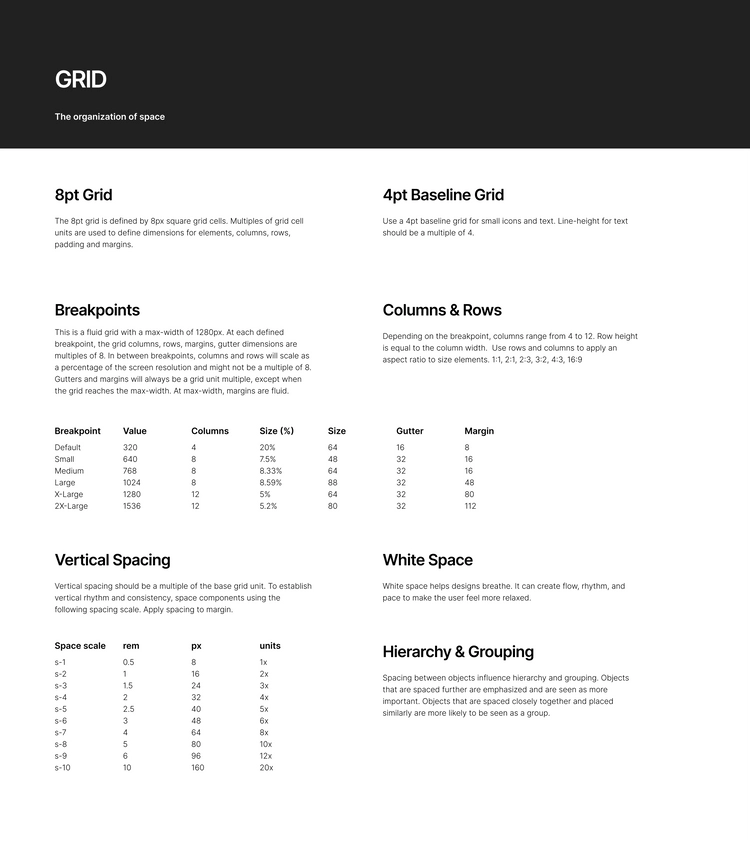 GRID
The organization of space
8pt Grid
The 8pt grid is defined by 8px square grid cells. Multiples of grid cell
units are used to define dimensions for elements, columns, rows,
padding and margins.
4pt Baseline Grid
Use a 4pt baseline grid for small icons and text. Line-height for text
should be a multiple of 4.
Breakpoints
This is a fluid grid with a max-width of 1280px. At each defined
breakpoint, the grid columns, rows, margins, gutter dimensions are
multiples of 8. In between breakpoints, columns and rows will scale as
a percentage of the screen resolution and might not be a multiple of 8.
Gutters and margins will always be a grid unit multiple, except when
the grid reaches the max-width. At max-width, margins are fluid.
Columns & Rows
Depending on the breakpoint, columns range from 4 to 12. Row height
is equal to the column width. Use rows and columns to apply an
aspect ratio to size elements. 1:1, 2:1, 2:3, 3:2, 4:3, 16:9
Breakpoint Value Columns Size (%) Size Gutter Margin
Default 320 4 20% 64 16 8
Small 640 8 7.5% 48 32 16
Medium 768 8 8.33% 64 32 16
Large 1024 8 8.59% 88 32 48
X-Large 1280 12 5% 64 32 80
2X-Large 1536 12 5.2% 80 32 112
Vertical Spacing
Vertical spacing should be a multiple of the base grid unit. To establish
vertical rhythm and consistency, space components using the
following spacing scale. Apply spacing to margin.
Space scale rem px units
s-1 0.5 8 1x
s-2 1 16 2x
s-3 1.5 24 3x
s-4 2 32 4x
s-5 2.5 40 5x
s-6 3 48 6x
s-7 4 64 8x
s-8 5 80 10x
s-9 6 96 12x
s-10 10 160 20x
White Space
White space helps designs breathe. It can create flow, rhythm, and
pace to make the user feel more relaxed.
Hierarchy & Grouping
Spacing between objects influence hierarchy and grouping. Objects
that are spaced further are emphasized and are seen as more
important. Objects that are spaced closely together and placed
similarly are more likely to be seen as a group.